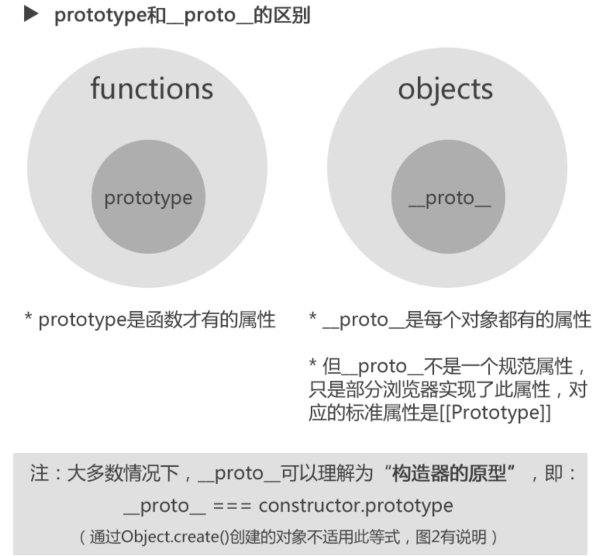 ▶ prototype和__proto__的区别
functions
objects
prototype
__proto__
* prototype是函数才有的属性
* __proto__是每个对象都有的属性
* 但__proto__不是一个规范属性，
只是部分浏览器实现了此属性，对
应的标准属性是[[Prototype]]
注：大多数情况下，__proto__可以理解为“构造器的原型”，即：
__proto__ === constructor.prototype
（通过Object.create()创建的对象不适用此等式，图2有说明）